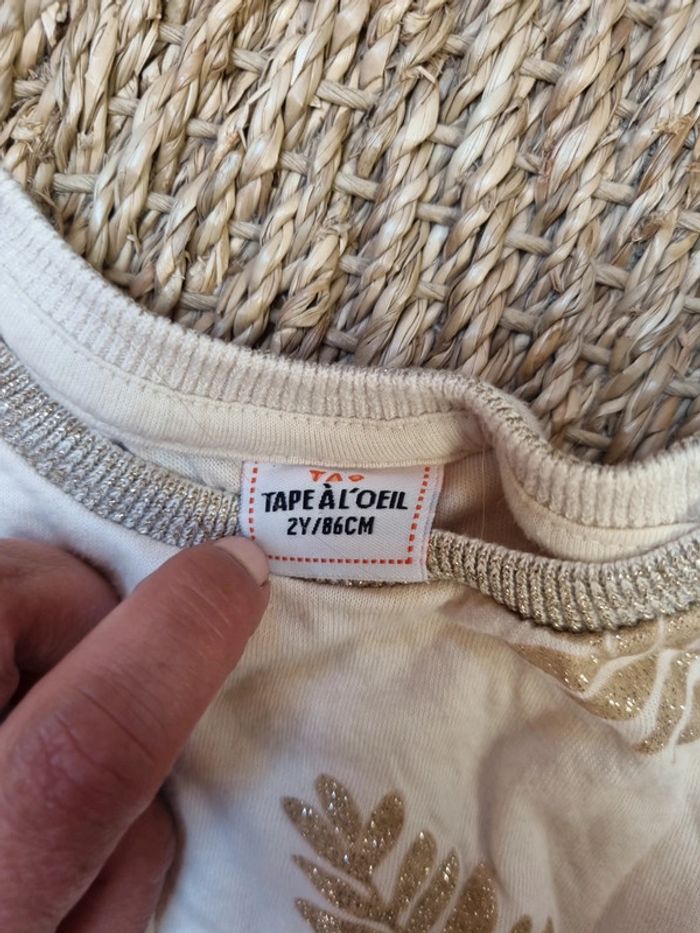 TAO
TAPE À L'OEIL
2Y/86CM